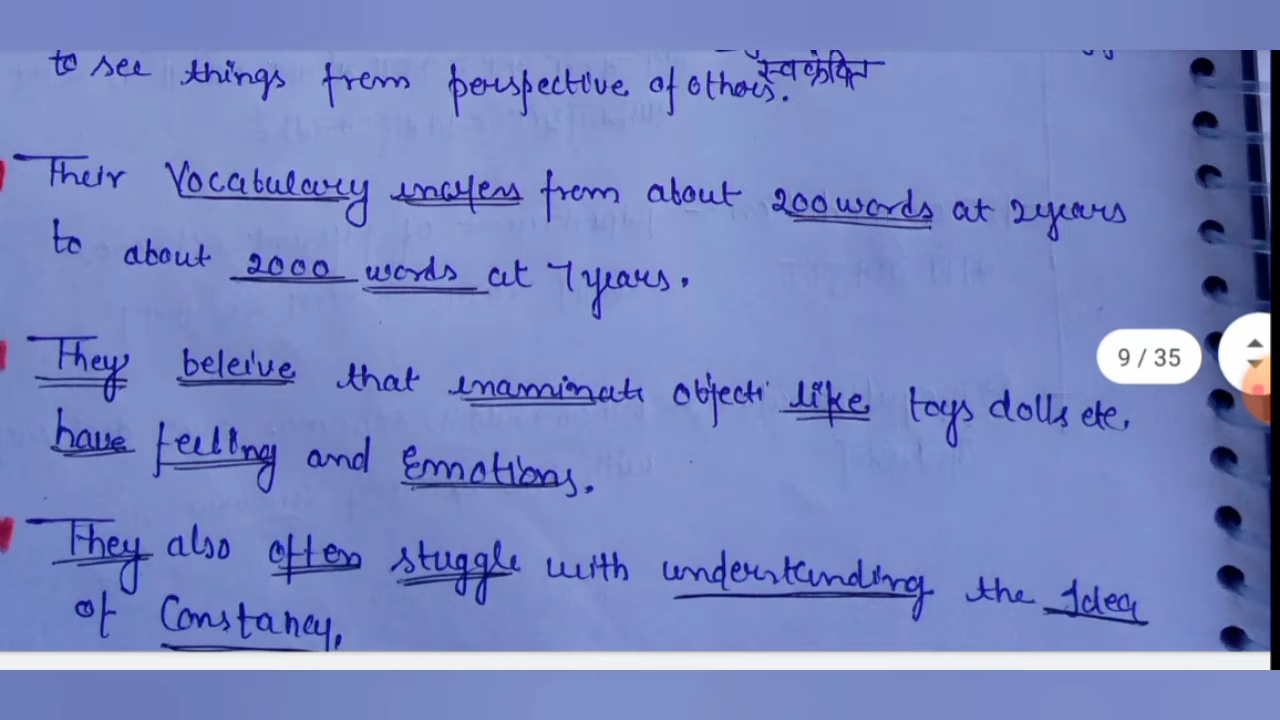 to see things from perspective of others. स्वकेंद्रित
Their Vocabulary from about 200 words at 2 years
to about 2000 words at 7 years.
They beleive that inaminate object like toys dolls etc.
have feeling and Emotions.
9 / 35
They also often stuggle with understanding the Idea
of Constancy.